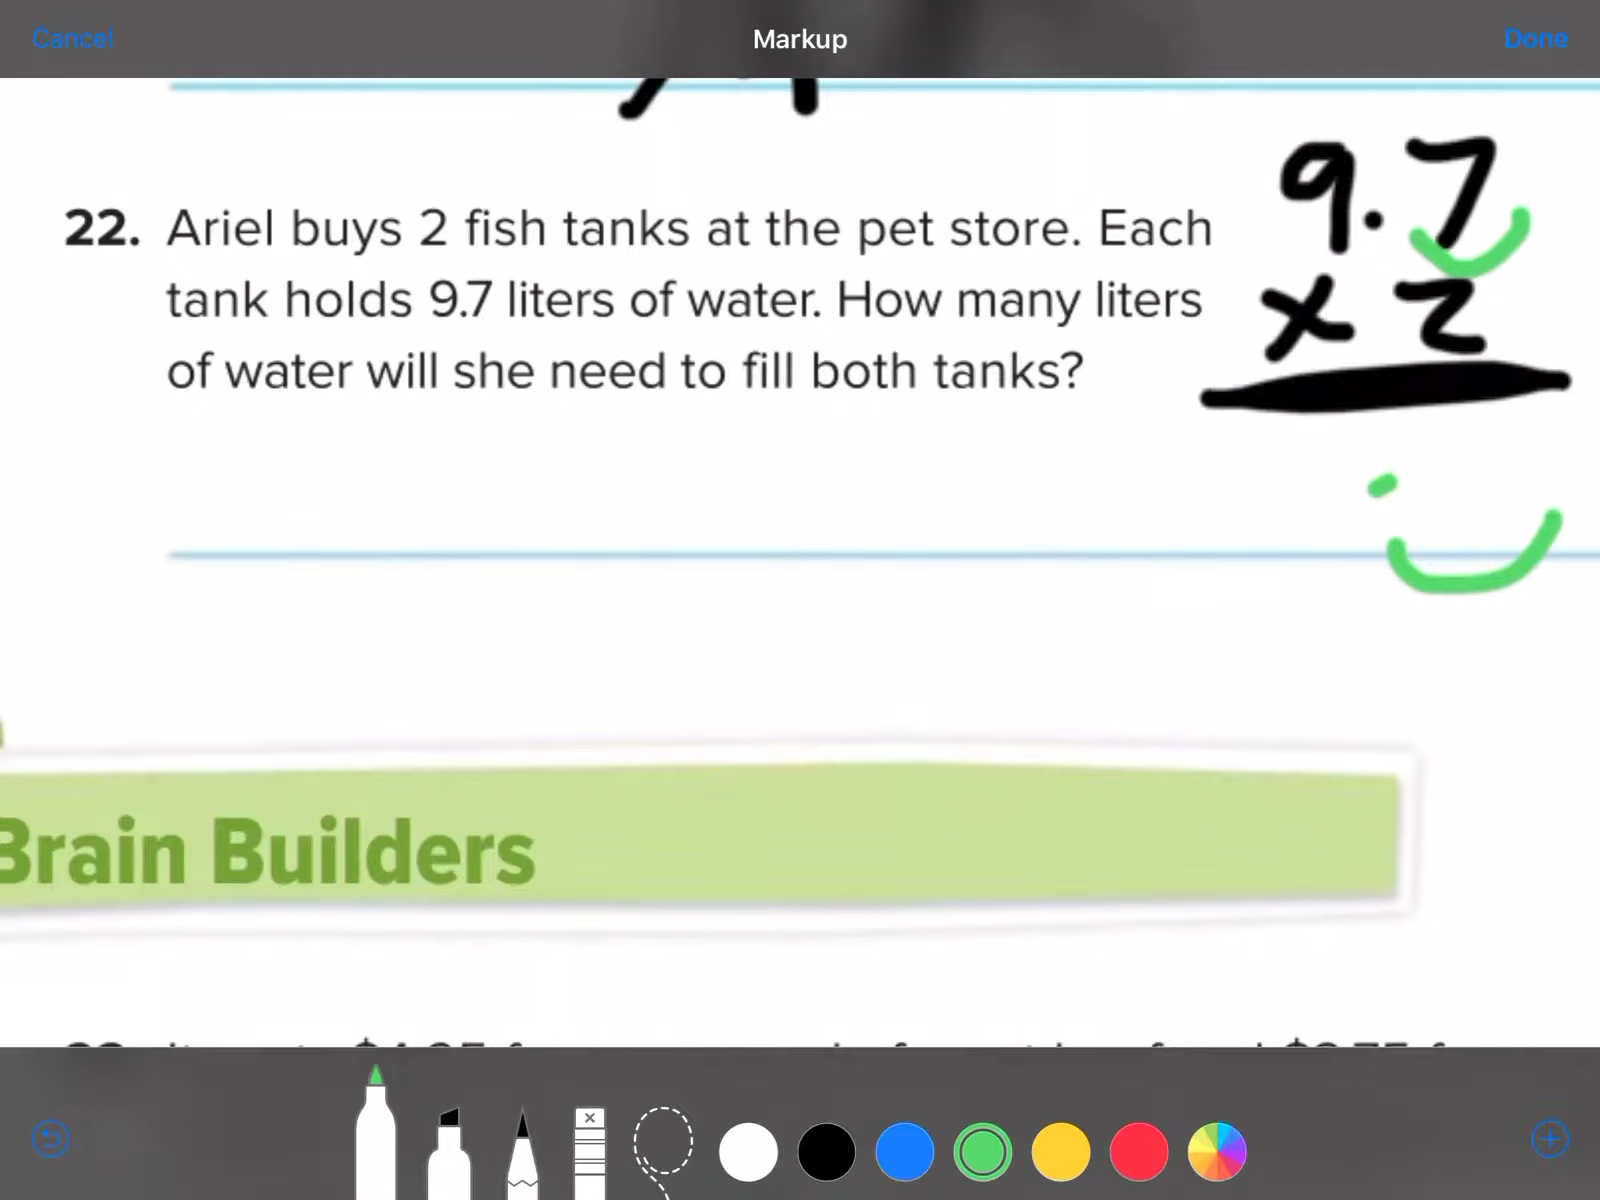 Cancel Markup Done
22. Ariel buys 2 fish tanks at the pet store. Each
tank holds 9.7 liters of water. How many liters
of water will she need to fill both tanks?
9.7
x 2
Brain Builders